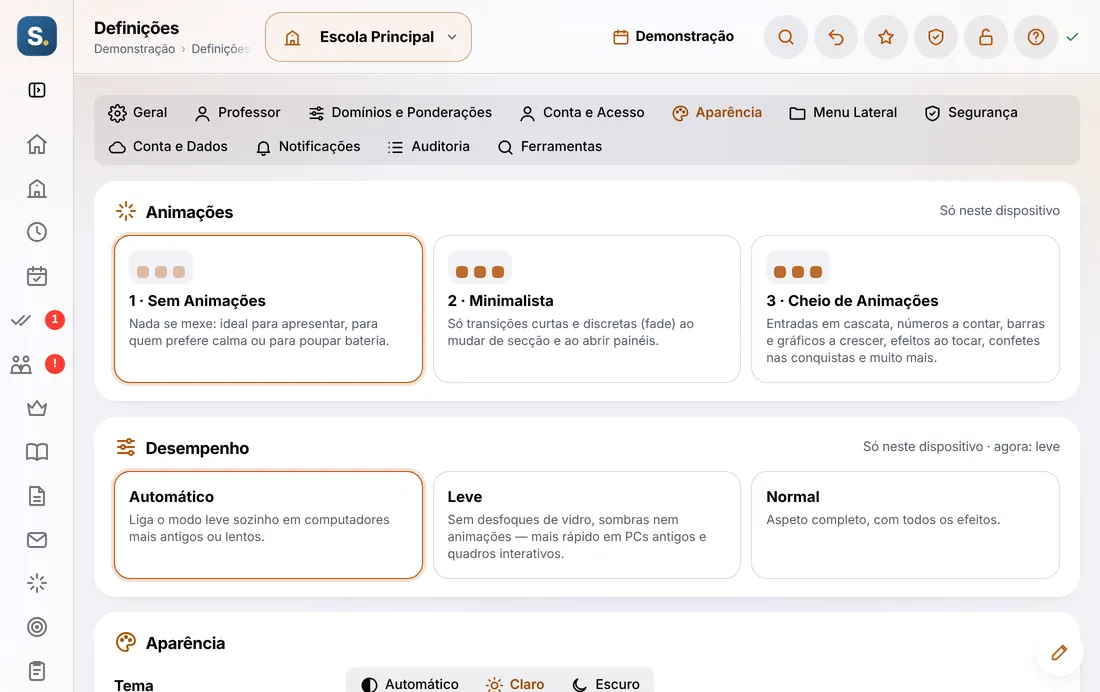 S.
Definições
Demonstração › Definições
Escola Principal
Demonstração
Geral
Professor
Domínios e Ponderações
Conta e Acesso
Aparência
Menu Lateral
Segurança
Conta e Dados
Notificações
Auditoria
Ferramentas
1
!
Animações
Só neste dispositivo
1 · Sem Animações
Nada se mexe: ideal para apresentar, para
quem prefere calma ou para poupar bateria.
2 · Minimalista
Só transições curtas e discretas (fade) ao
mudar de secção e ao abrir painéis.
3 · Cheio de Animações
Entradas em cascata, números a contar, barras
e gráficos a crescer, efeitos ao tocar, confetes
nas conquistas e muito mais.
Desempenho
Só neste dispositivo · agora: leve
Automático
Liga o modo leve sozinho em computadores
mais antigos ou lentos.
Leve
Sem desfoques de vidro, sombras nem
animações — mais rápido em PCs antigos e
quadros interativos.
Normal
Aspeto completo, com todos os efeitos.
Aparência
Tema
Automático
Claro
Escuro